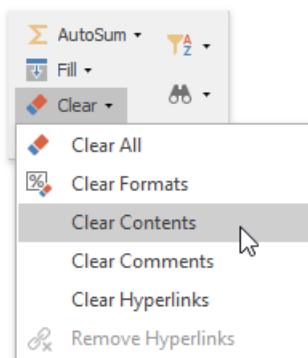 AutoSum
Fill
Clear
Clear All
Clear Formats
Clear Contents
Clear Comments
Clear Hyperlinks
Remove Hyperlinks